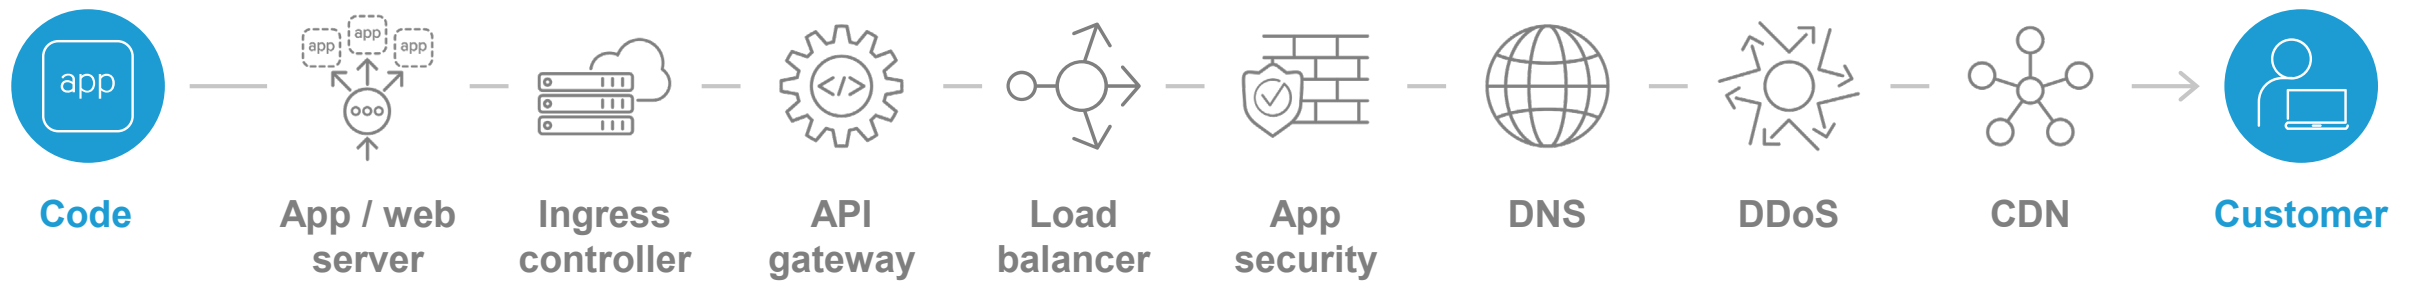 app
app
app
app
</>
Code
App / web
server
Ingress
controller
API
gateway
Load
balancer
App
security
DNS
DDoS
CDN
Customer